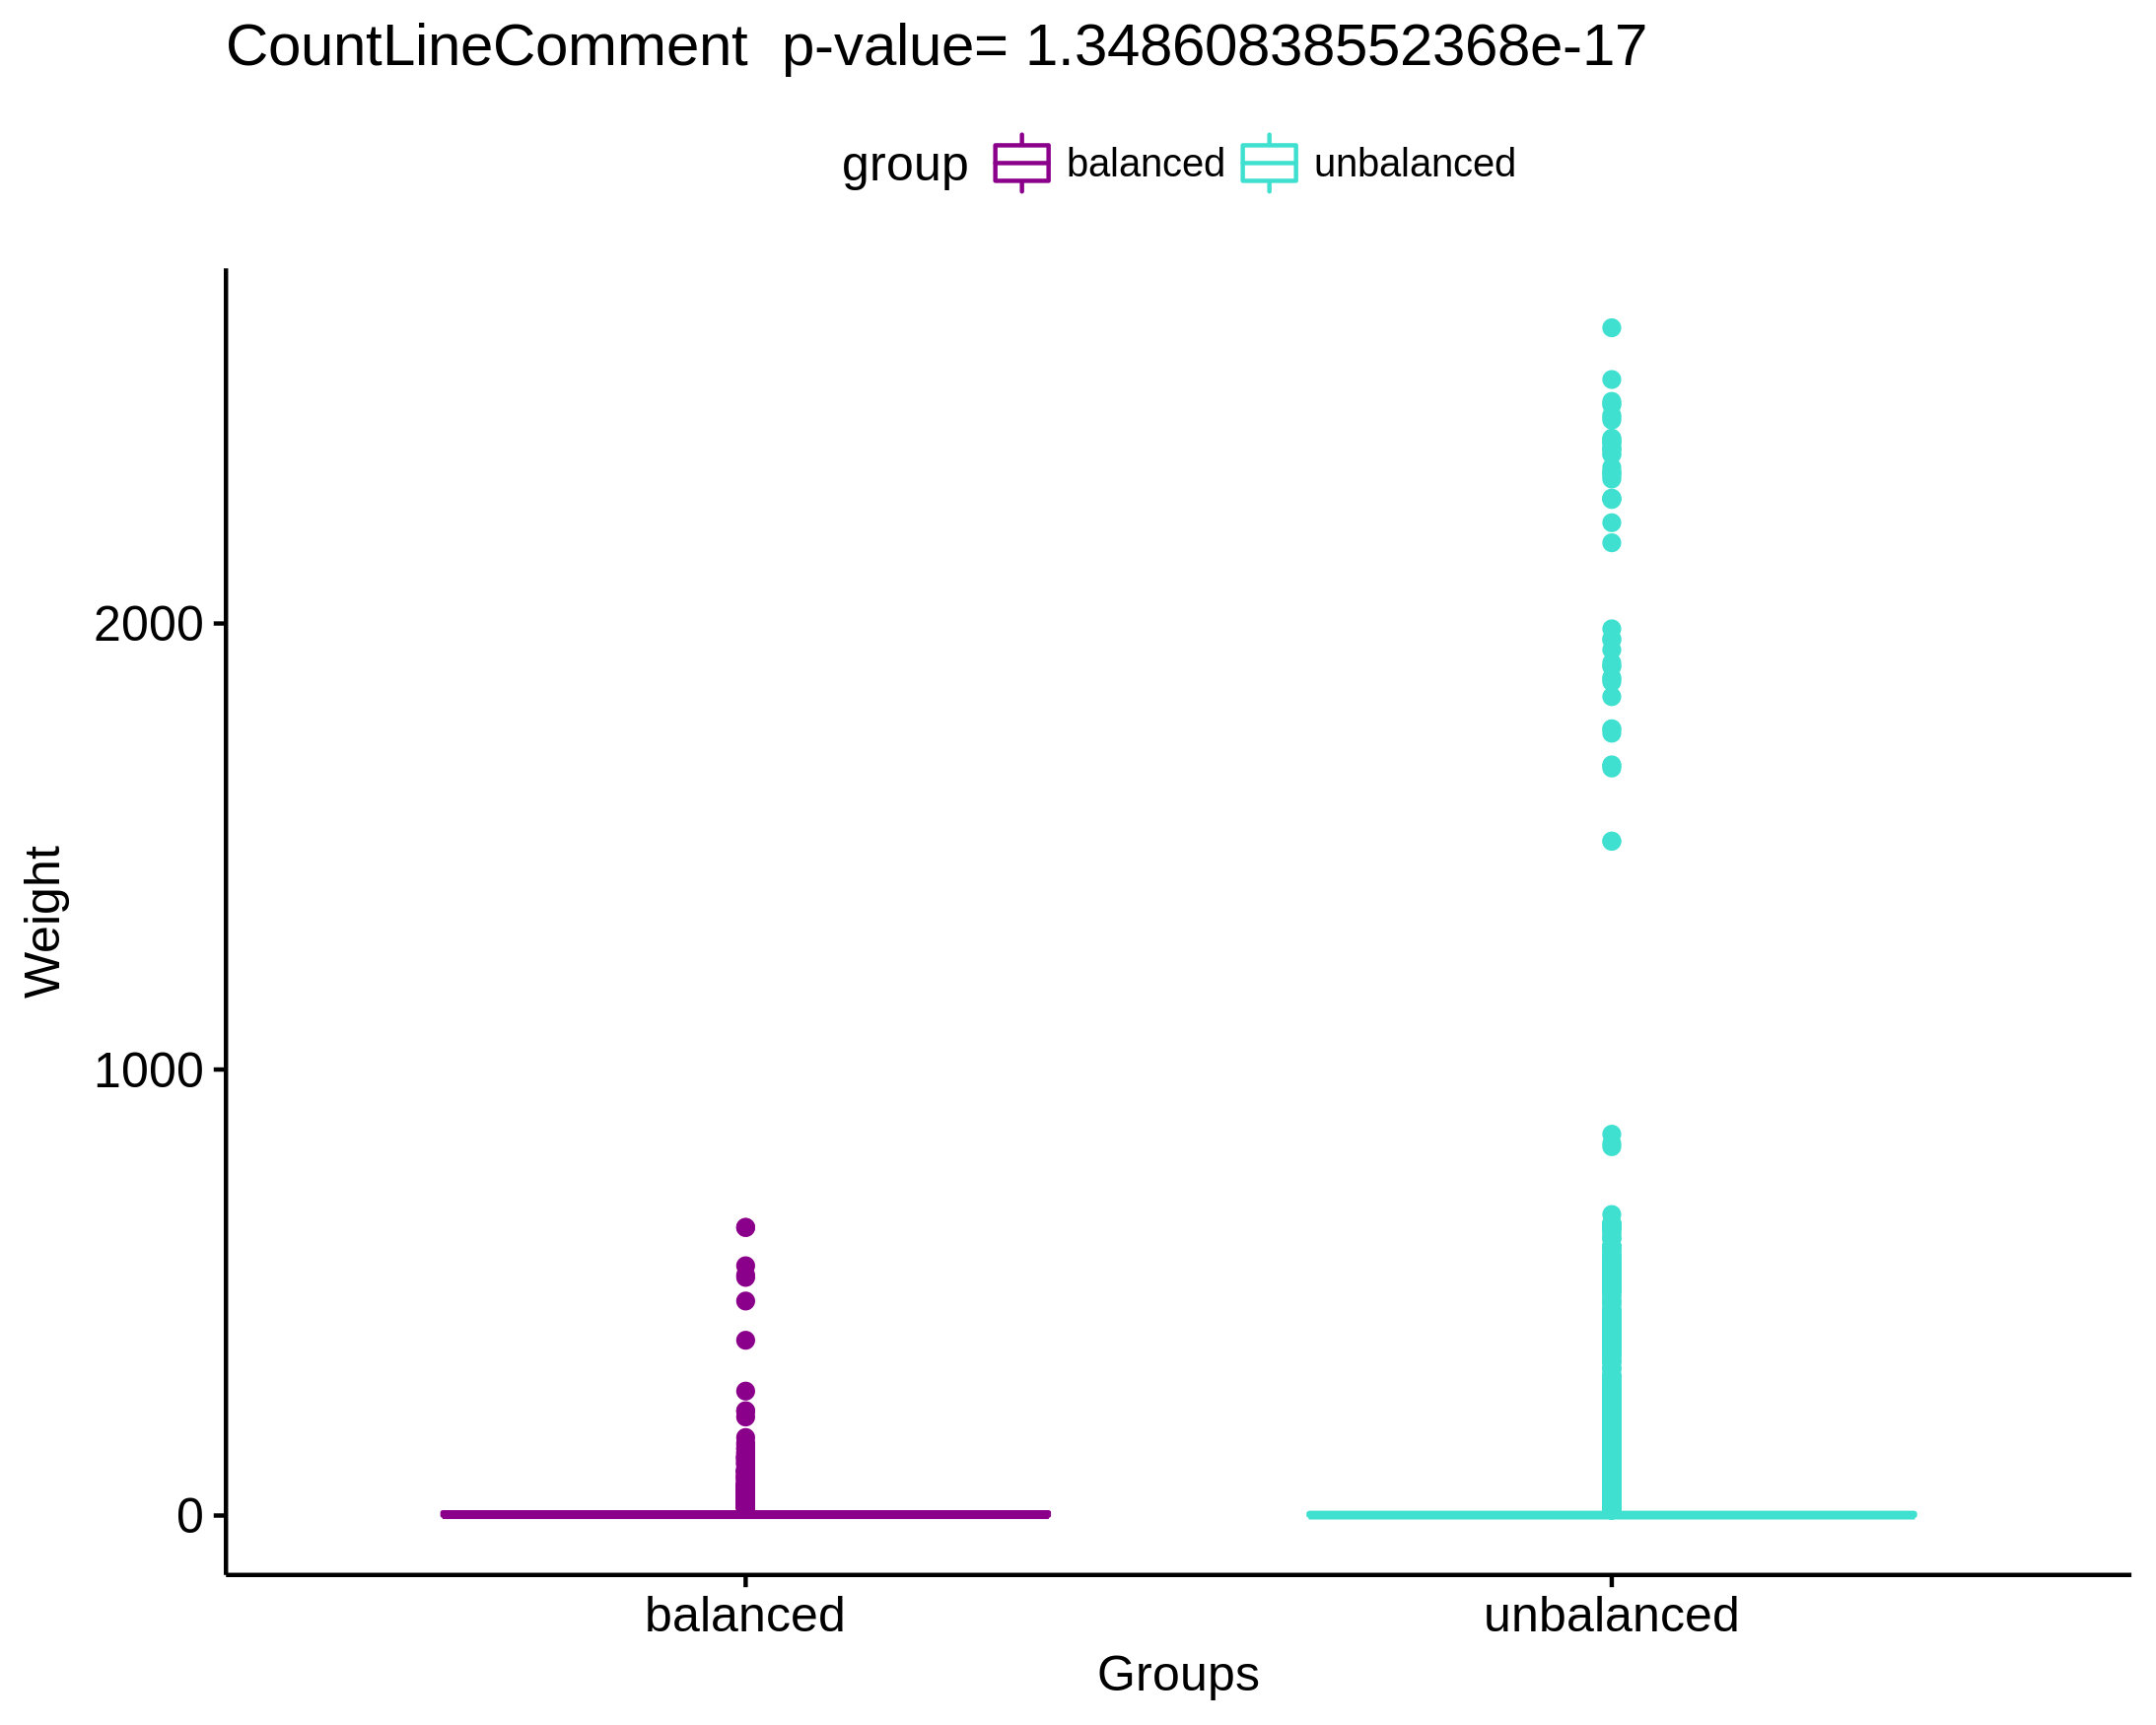 CountLineComment  p-value= 1.34860838552368e-17
group balanced unbalanced
2000
1000
0
Weight
balanced unbalanced
Groups